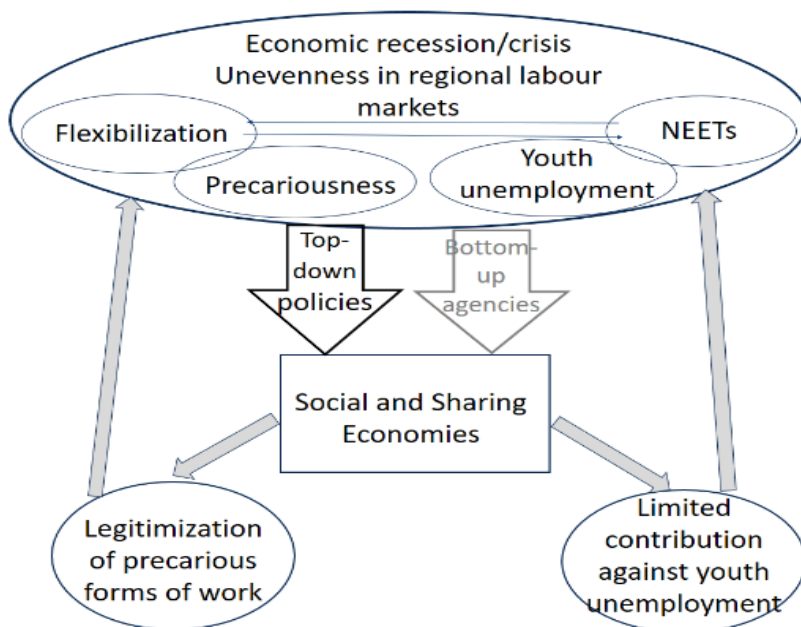 Economic recession/crisis
Unevenness in regional labour
markets
Flexibilization
NEETs
Precariousness
Youth
unemployment
Top-
down
policies
Bottom-
up
agencies
Social and Sharing
Economies
Legitimization
of precarious
forms of work
Limited
contribution
against youth
unemployment